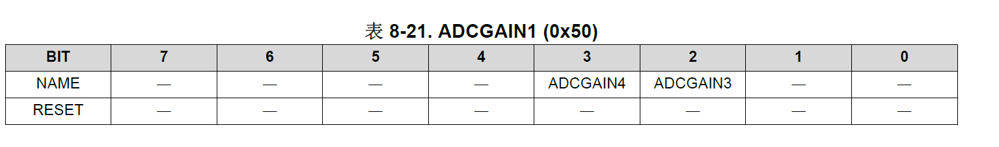 表 8-21. ADCGAIN1 (0x50)
BIT 7 6 5 4 3 2 1 0
NAME — — — — ADCGAIN4 ADCGAIN3 — —
RESET — — — — — — — —